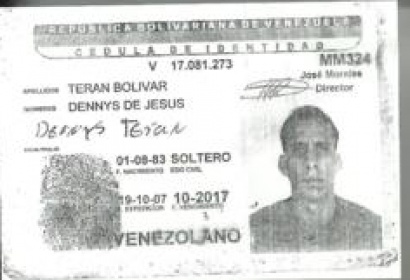 REPUBLICA BOLIVARIANA DE VENEZUELA
CEDULA DE IDENTIDAD
V 17.081.273 MM324
José Morales
Director
APELLIDOS TERAN BOLIVAR
NOMBRES DENNYS DE JESUS
Dennys Teran
01-08-83 SOLTERO
F. NACIMIENTO EDO CIVIL
19-10-07 10-2017
F. EXPEDICION F. VENCIMIENTO
VENEZOLANO